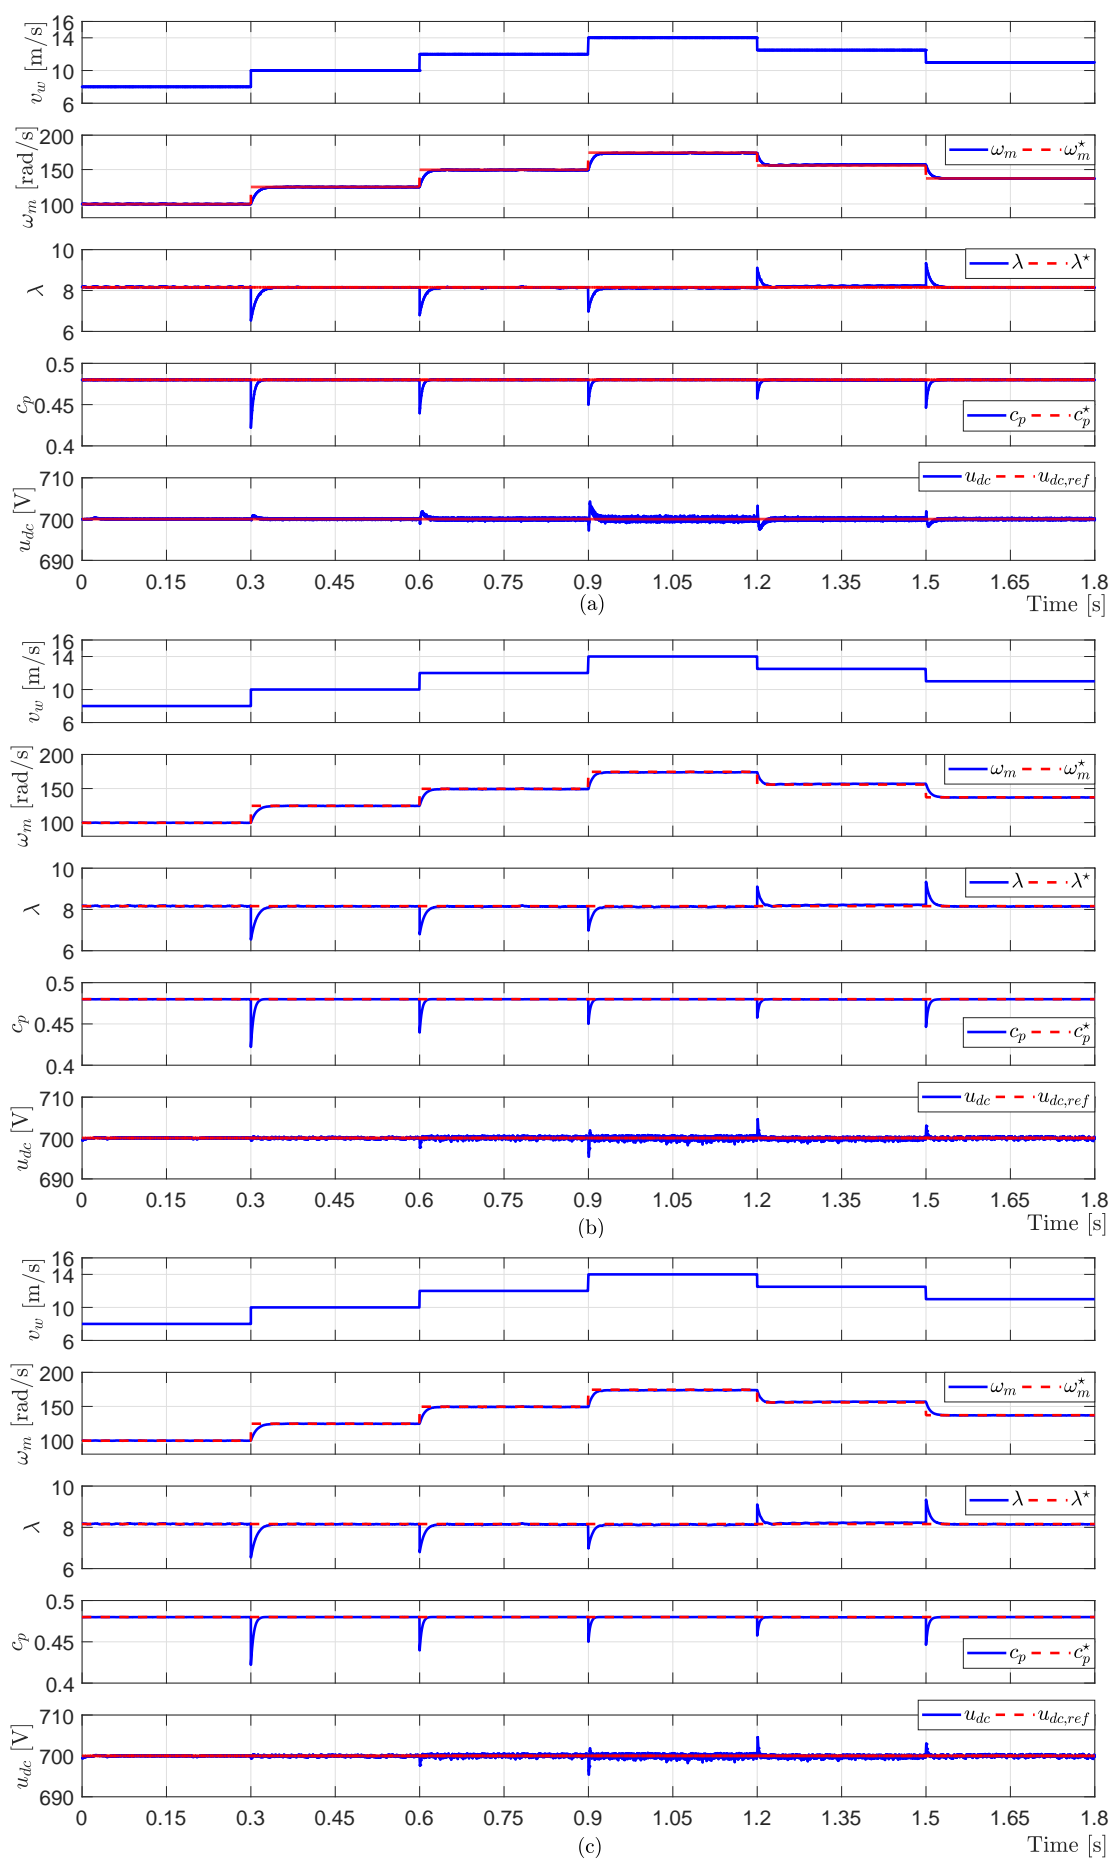 16
14
10
6
v_w [m/s]
200
150
100
ω_m [rad/s]
ω_m ω_m^⋆
10
8
6
λ
λ λ^⋆
0.5
0.45
0.4
c_p
c_p c_p^⋆
710
700
690
u_dc [V]
u_dc u_dc,ref
0 0.15 0.3 0.45 0.6 0.75 0.9 1.05 1.2 1.35 1.5 1.65 1.8
(a)
Time [s]
16
14
10
6
v_w [m/s]
200
150
100
ω_m [rad/s]
ω_m ω_m^⋆
10
8
6
λ
λ λ^⋆
0.5
0.45
0.4
c_p
c_p c_p^⋆
710
700
690
u_dc [V]
u_dc u_dc,ref
0 0.15 0.3 0.45 0.6 0.75 0.9 1.05 1.2 1.35 1.5 1.65 1.8
(b)
Time [s]
16
14
10
6
v_w [m/s]
200
150
100
ω_m [rad/s]
ω_m ω_m^⋆
10
8
6
λ
λ λ^⋆
0.5
0.45
0.4
c_p
c_p c_p^⋆
710
700
690
u_dc [V]
u_dc u_dc,ref
0 0.15 0.3 0.45 0.6 0.75 0.9 1.05 1.2 1.35 1.5 1.65 1.8
(c)
Time [s]